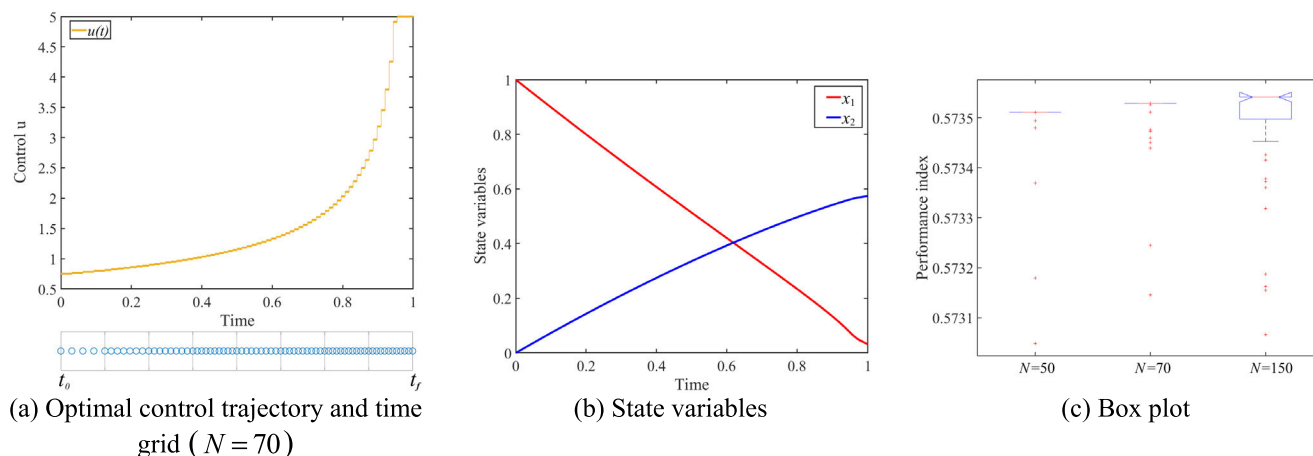 5
4.5
4
3.5
3
2.5
2
1.5
1
0.5
u(t)
Control u
0 0.2 0.4 0.6 0.8 1
Time
t₀ t_f
(a) Optimal control trajectory and time
grid ( N = 70 )
1
0.8
0.6
0.4
0.2
0
x₁
x₂
State variables
0 0.2 0.4 0.6 0.8 1
Time
(b) State variables
0.5735
0.5734
0.5733
0.5732
0.5731
Performance index
N=50 N=70 N=150
(c) Box plot